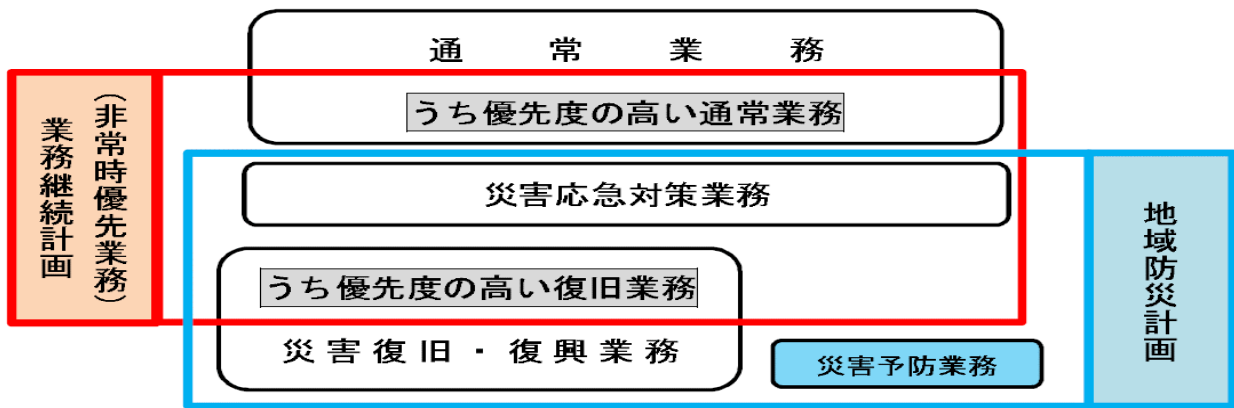 通常業務
うち優先度の高い通常業務
業務継続計画
（非常時優先業務）
災害応急対策業務
うち優先度の高い復旧業務
災害復旧・復興業務
災害予防業務
地域防災計画